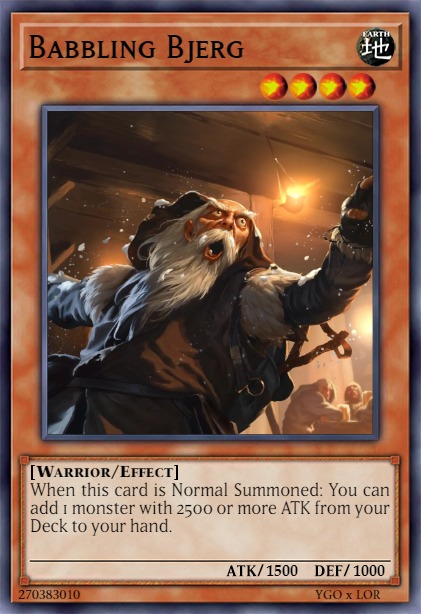 Babbling Bjerg
EARTH
地
[Warrior/Effect]
When this card is Normal Summoned: You can
add 1 monster with 2500 or more ATK from your
Deck to your hand.
ATK/1500 DEF/1000
270383010 YGO x LOR